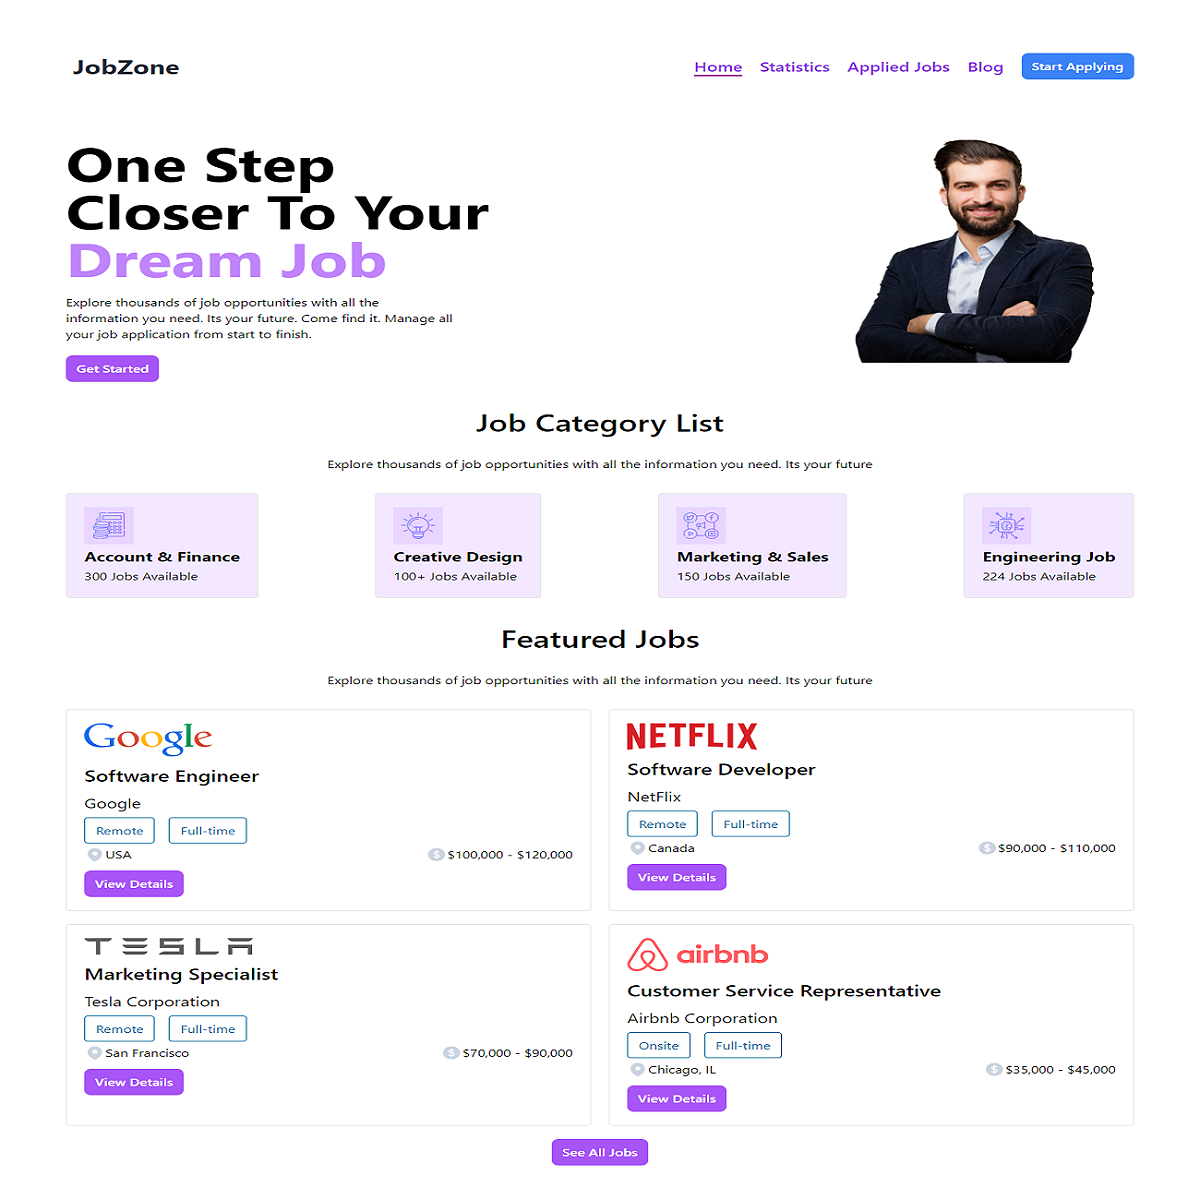 JobZone
Home Statistics Applied Jobs Blog Start Applying
One Step
Closer To Your
Dream Job
Explore thousands of job opportunities with all the
information you need. Its your future. Come find it. Manage all
your job application from start to finish.
Get Started
Job Category List
Explore thousands of job opportunities with all the information you need. Its your future
Account & Finance
300 Jobs Available
Creative Design
100+ Jobs Available
Marketing & Sales
150 Jobs Available
Engineering Job
224 Jobs Available
Featured Jobs
Explore thousands of job opportunities with all the information you need. Its your future
Google
Software Engineer
Google
Remote Full-time
USA $100,000 - $120,000
View Details
NETFLIX
Software Developer
NetFlix
Remote Full-time
Canada $90,000 - $110,000
View Details
TESLA
Marketing Specialist
Tesla Corporation
Remote Full-time
San Francisco $70,000 - $90,000
View Details
airbnb
Customer Service Representative
Airbnb Corporation
Onsite Full-time
Chicago, IL $35,000 - $45,000
View Details
See All Jobs